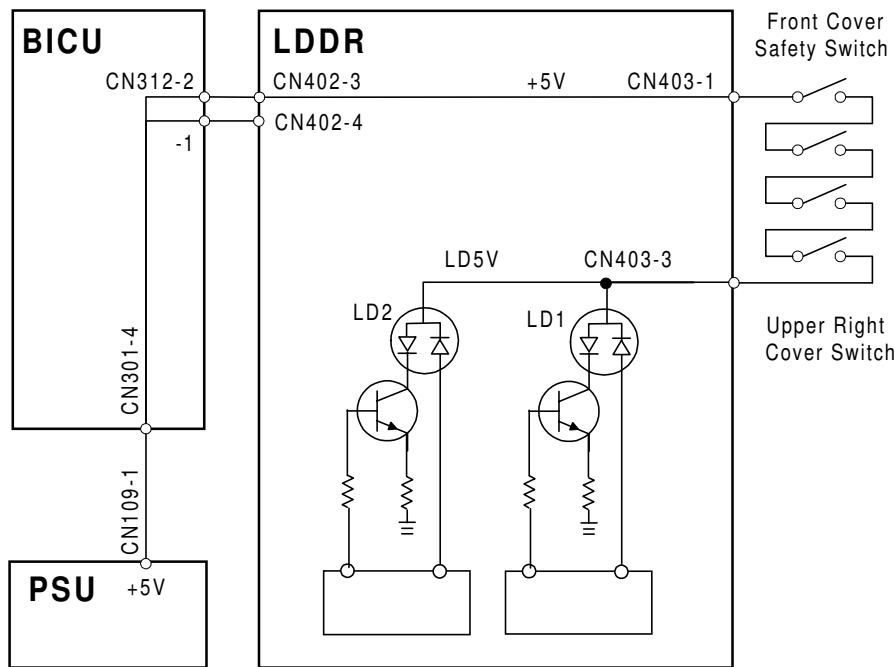 BICU
LDDR
Front Cover
Safety Switch
CN312-2
CN402-3
+5V
CN403-1
-1
CN402-4
LD5V
CN403-3
LD2
LD1
Upper Right
Cover Switch
CN301-4
CN109-1
PSU
+5V